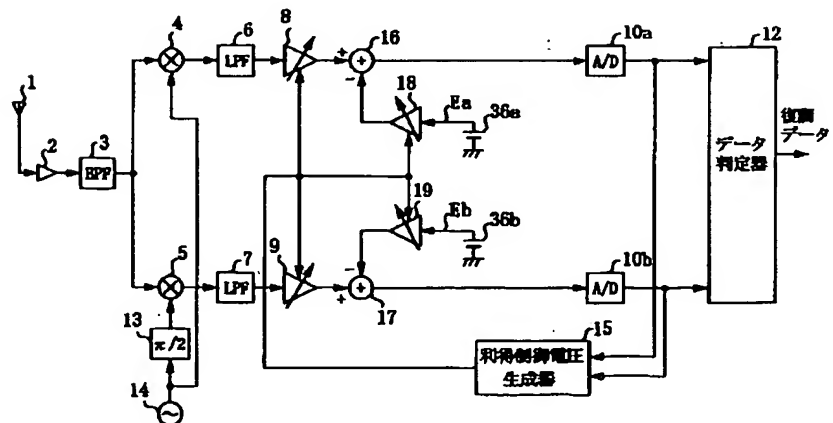 1
2
3
BPF
4
5
13
π/2
14
6
LPF
7
LPF
8
9
+
-
16
+
18
Ea
36a
19
Eb
36b
-
+
+
17
10a
A/D
10b
A/D
15
利得制御電圧
生成器
12
データ
判定器
復調
データ